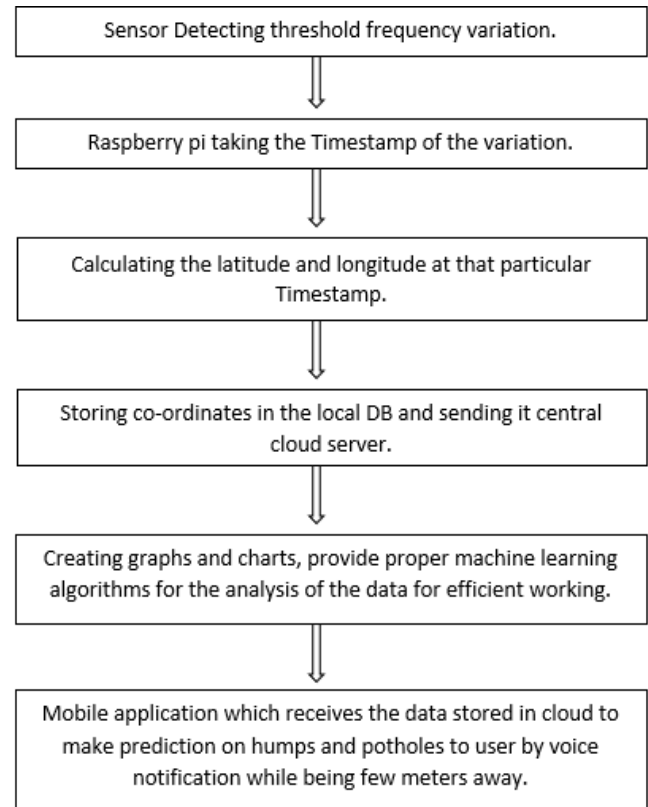 Sensor Detecting threshold frequency variation.
Raspberry pi taking the Timestamp of the variation.
Calculating the latitude and longitude at that particular
Timestamp.
Storing co-ordinates in the local DB and sending it central
cloud server.
Creating graphs and charts, provide proper machine learning
algorithms for the analysis of the data for efficient working.
Mobile application which receives the data stored in cloud to
make prediction on humps and potholes to user by voice
notification while being few meters away.